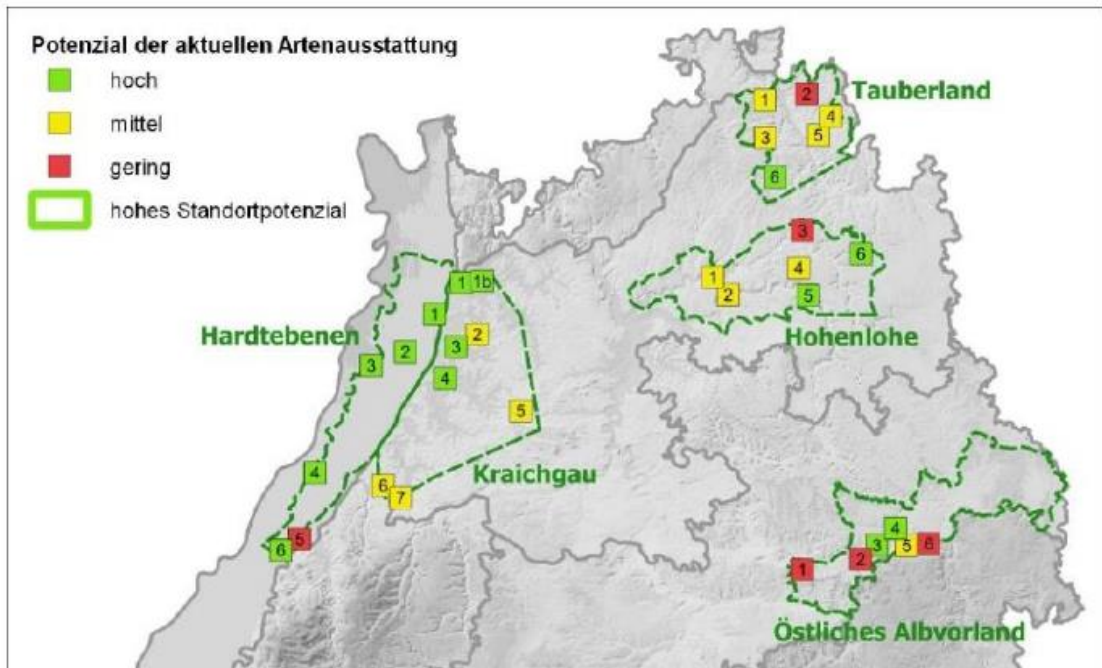 Potenzial der aktuellen Artenausstattung
hoch
mittel
gering
hohes Standortpotenzial
Tauberland
1
2
3
4
5
6
Hohenlohe
1
2
3
4
5
6
Hardtebenen
1
2
3
4
5
6
Kraichgau
1
1b
2
3
4
5
6
7
Östliches Albvorland
1
2
3
4
5
6